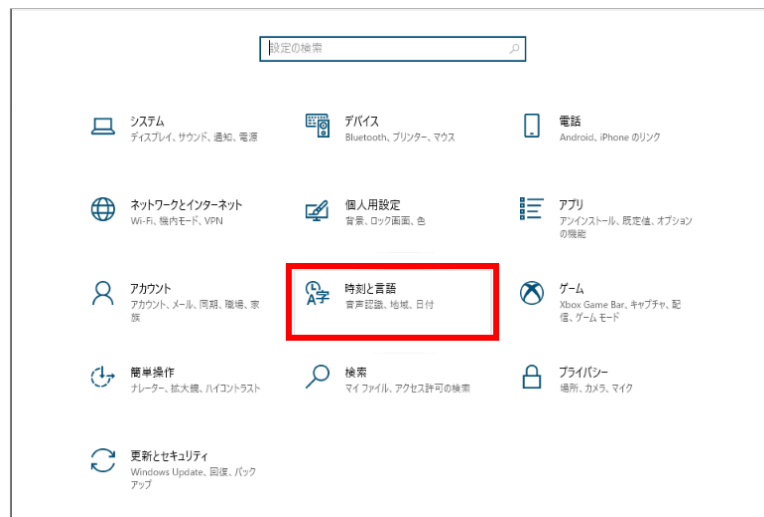 設定の検索
システム
ディスプレイ、サウンド、通知、電源
デバイス
Bluetooth、プリンター、マウス
電話
Android、iPhone のリンク
ネットワークとインターネット
Wi-Fi、機内モード、VPN
個人用設定
背景、ロック画面、色
アプリ
アンインストール、既定値、オプション
の機能
アカウント
アカウント、メール、同期、職場、家
族
時刻と言語
音声認識、地域、日付
ゲーム
Xbox Game Bar、キャプチャ、配
信、ゲーム モード
簡単操作
ナレーター、拡大鏡、ハイコントラスト
検索
マイ ファイル、アクセス許可の検索
プライバシー
場所、カメラ、マイク
更新とセキュリティ
Windows Update、回復、バック
アップ